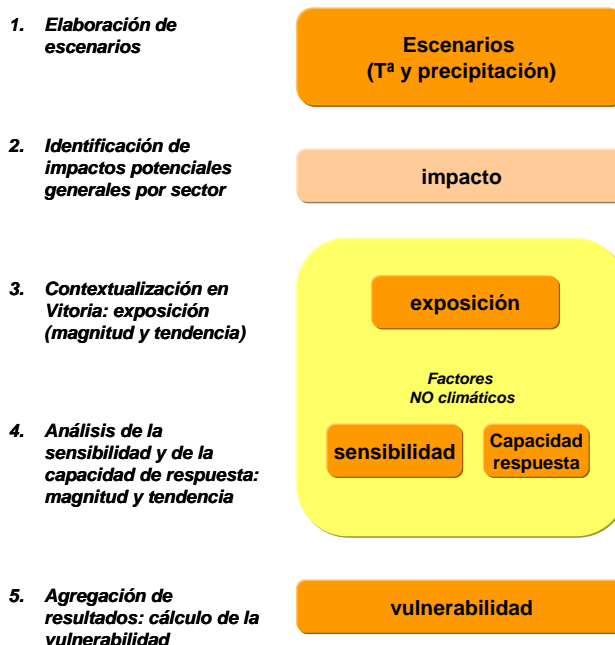 1. Elaboración de
escenarios
Escenarios
(Tª y precipitación)
2. Identificación de
impactos potenciales
generales por sector
impacto
3. Contextualización en
Vitoria: exposición
(magnitud y tendencia)
exposición
Factores
NO climáticos
4. Análisis de la
sensibilidad y de la
capacidad de respuesta:
magnitud y tendencia
sensibilidad
Capacidad
respuesta
5. Agregación de
resultados: cálculo de la
vulnerabilidad
vulnerabilidad